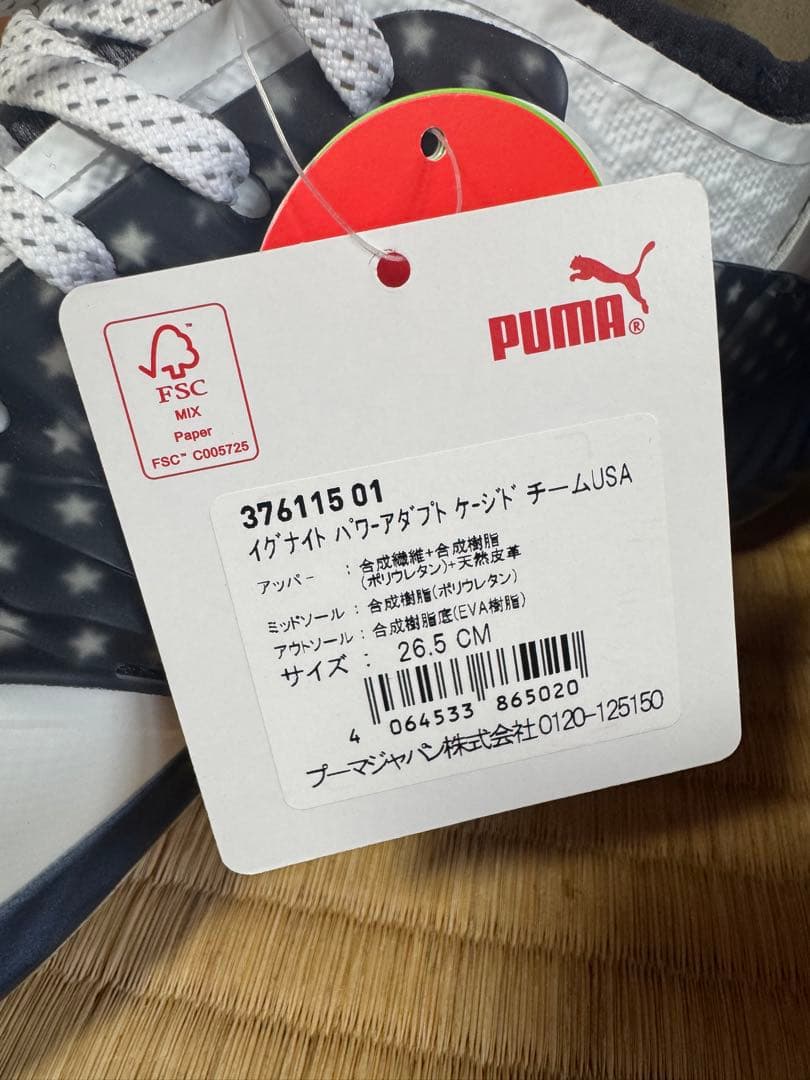 PUMA®
FSC™
MIX
Paper
FSC™ C005725
376115 01
イグナイト パワーアダプト ケージド チームUSA
アッパー : 合成繊維+合成樹脂
(ポリウレタン)+天然皮革
ミッドソール : 合成樹脂(ポリウレタン)
アウトソール : 合成樹脂底(EVA樹脂)
サイズ : 26.5 CM
4 064533 865020
プーマジャパン株式会社0120-125150